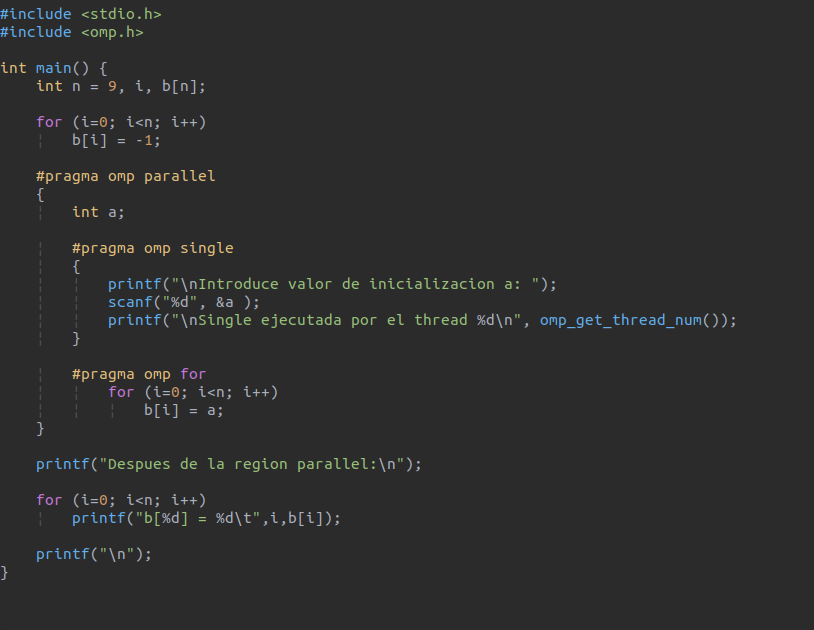 #include <stdio.h>
#include <omp.h>
int main() {
int n = 9, i, b[n];
for (i=0; i<n; i++)
b[i] = -1;
#pragma omp parallel
{
int a;
#pragma omp single
{
printf("\nIntroduce valor de inicializacion a: ");
scanf("%d", &a );
printf("\nSingle ejecutada por el thread %d\n", omp_get_thread_num());
}
#pragma omp for
for (i=0; i<n; i++)
b[i] = a;
}
printf("Despues de la region parallel:\n");
for (i=0; i<n; i++)
printf("b[%d] = %d\t",i,b[i]);
printf("\n");
}